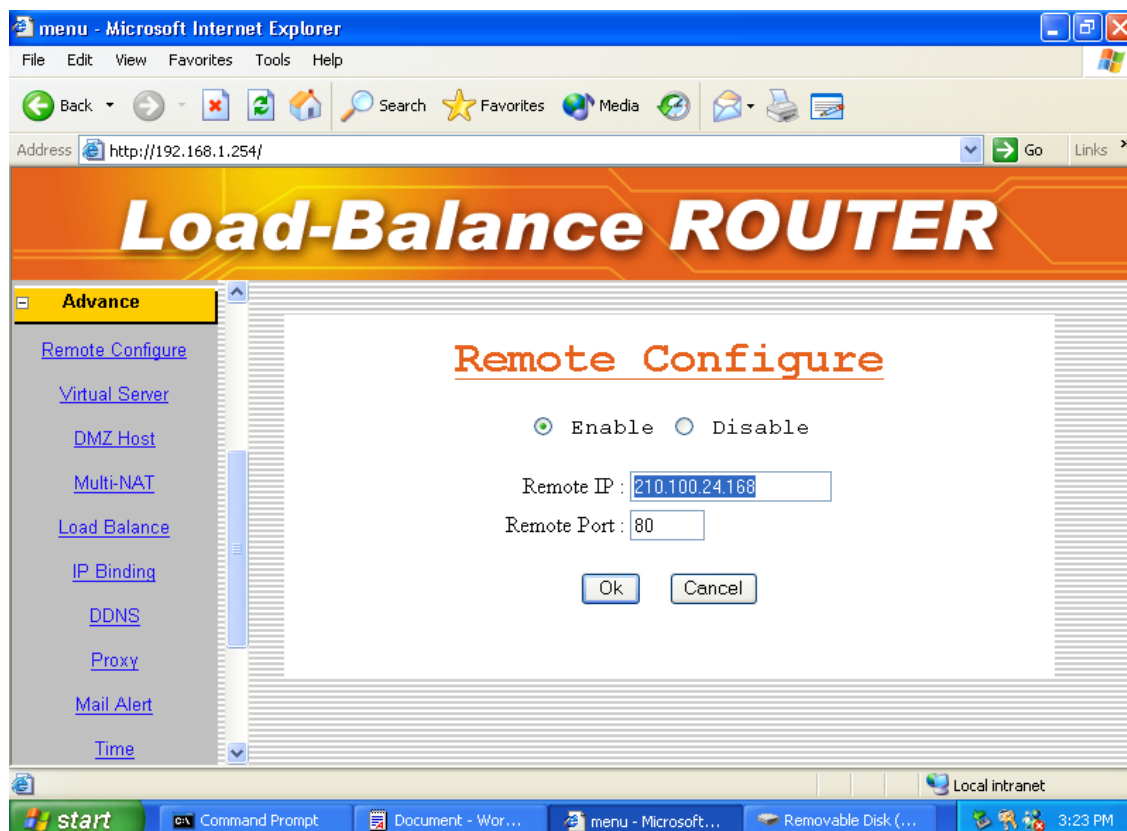 menu - Microsoft Internet Explorer
File Edit View Favorites Tools Help
Back Search Favorites Media
Address http://192.168.1.254/ Go Links
Load-Balance ROUTER
Advance
Remote Configure
Virtual Server
DMZ Host
Multi-NAT
Load Balance
IP Binding
DDNS
Proxy
Mail Alert
Time
Remote Configure
Enable Disable
Remote IP : 210.100.24.168
Remote Port : 80
Ok Cancel
Local intranet
start Command Prompt Document - Wor... menu - Microsoft... Removable Disk (... 3:23 PM